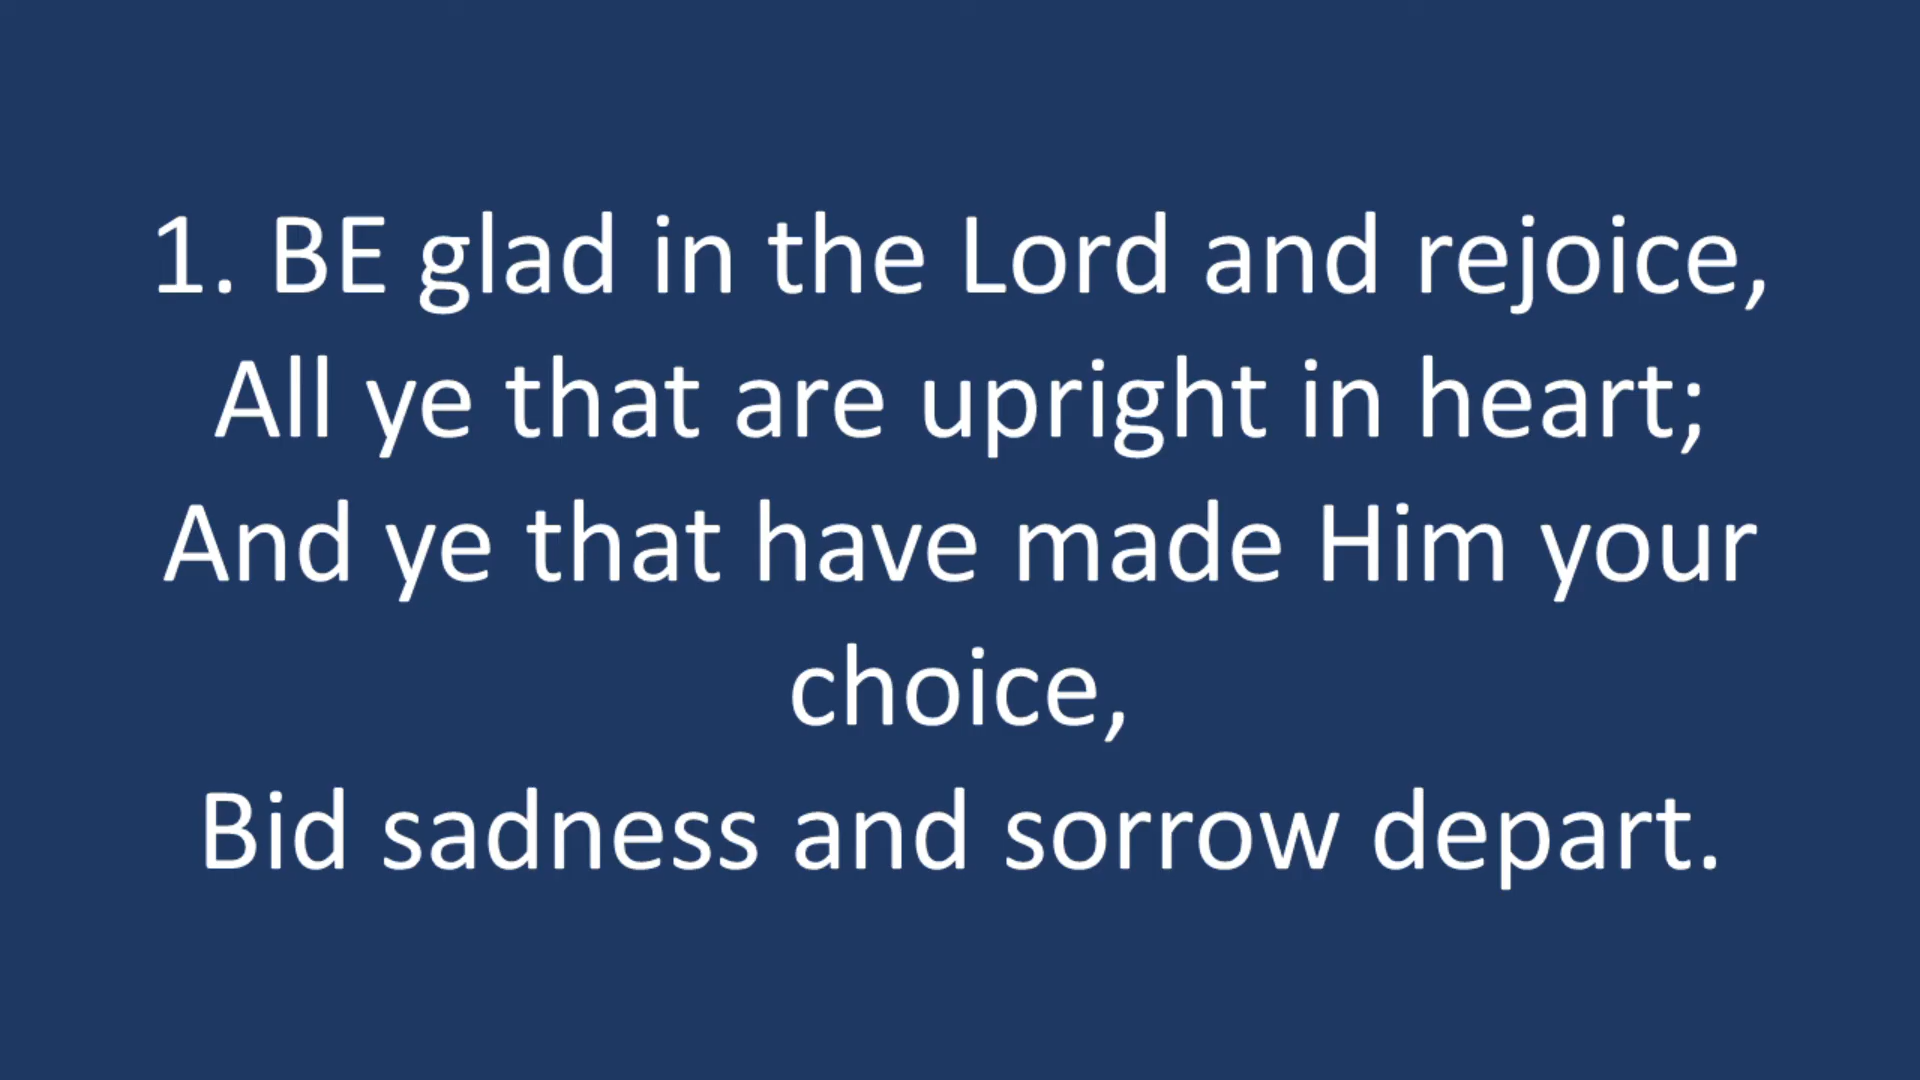 1. BE glad in the Lord and rejoice,
All ye that are upright in heart;
And ye that have made Him your
choice,
Bid sadness and sorrow depart.